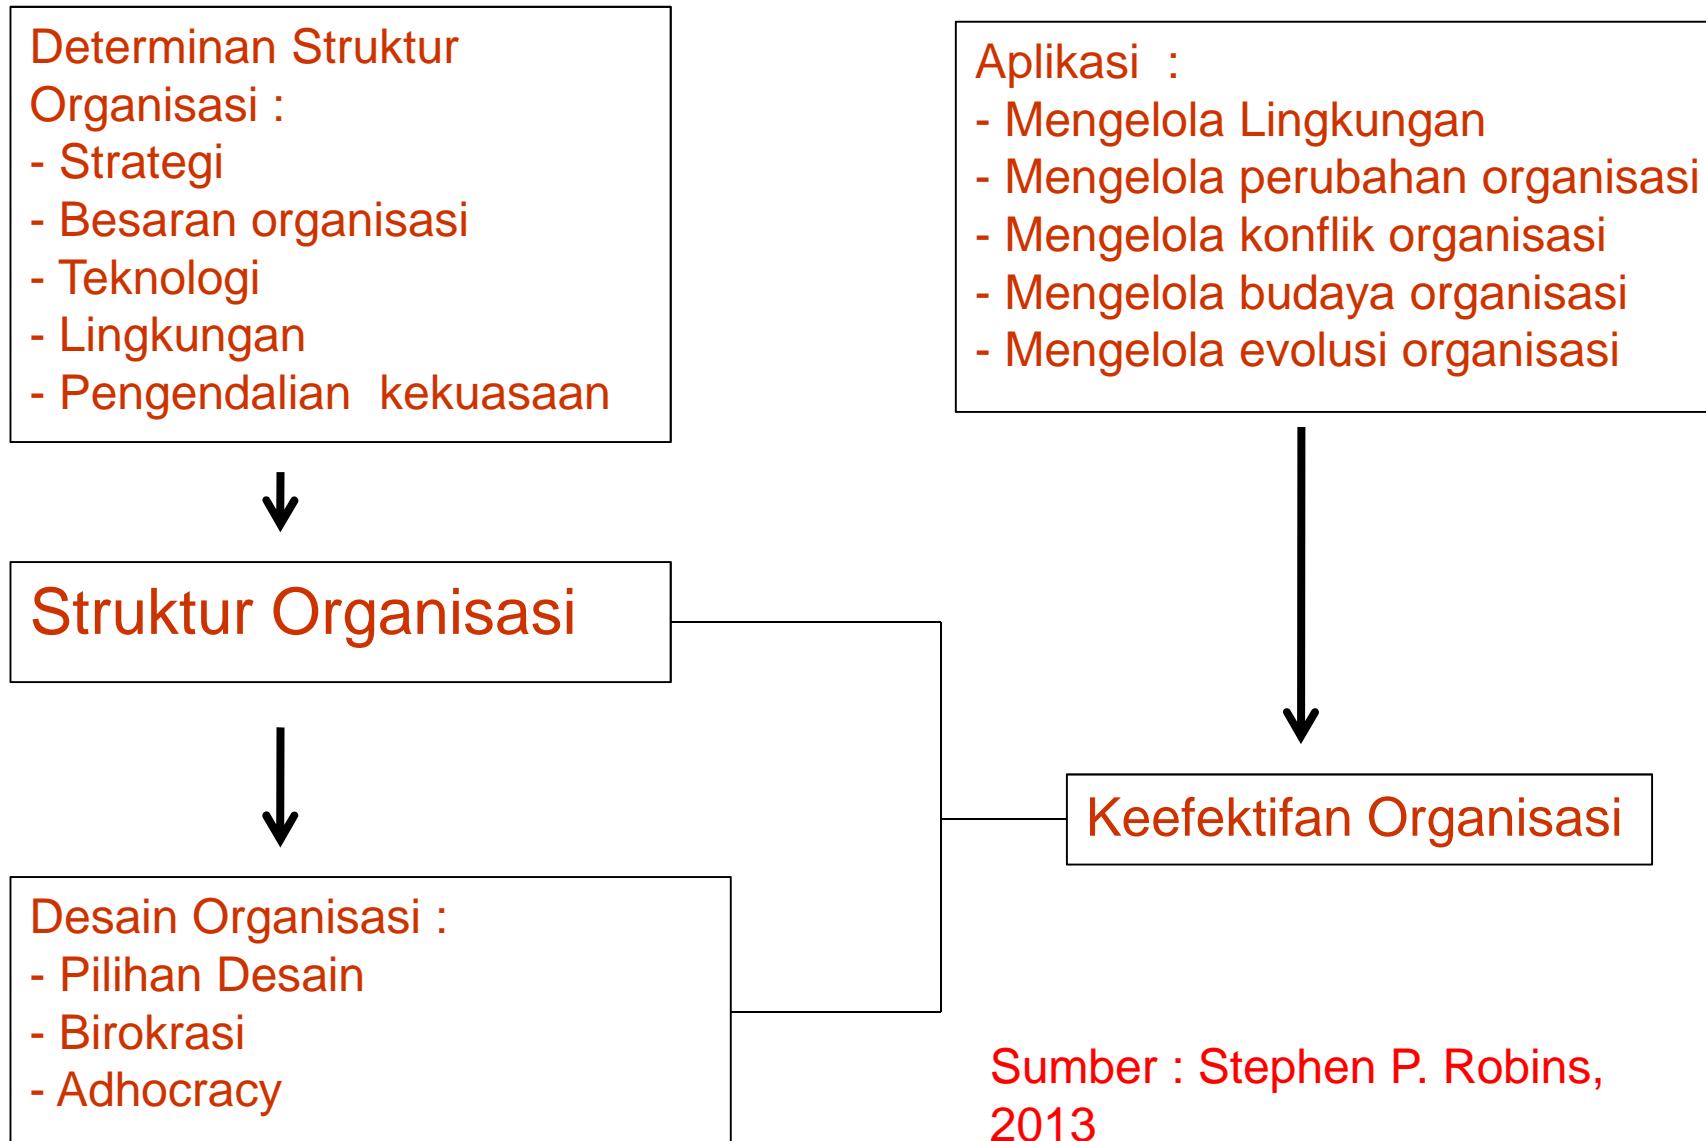 Determinan Struktur
Organisasi :
- Strategi
- Besaran organisasi
- Teknologi
- Lingkungan
- Pengendalian  kekuasaan
Aplikasi  :
- Mengelola Lingkungan
- Mengelola perubahan organisasi
- Mengelola konflik organisasi
- Mengelola budaya organisasi
- Mengelola evolusi organisasi
Struktur Organisasi
Keefektifan Organisasi
Desain Organisasi :
- Pilihan Desain
- Birokrasi
- Adhocracy
Sumber : Stephen P. Robins,
2013